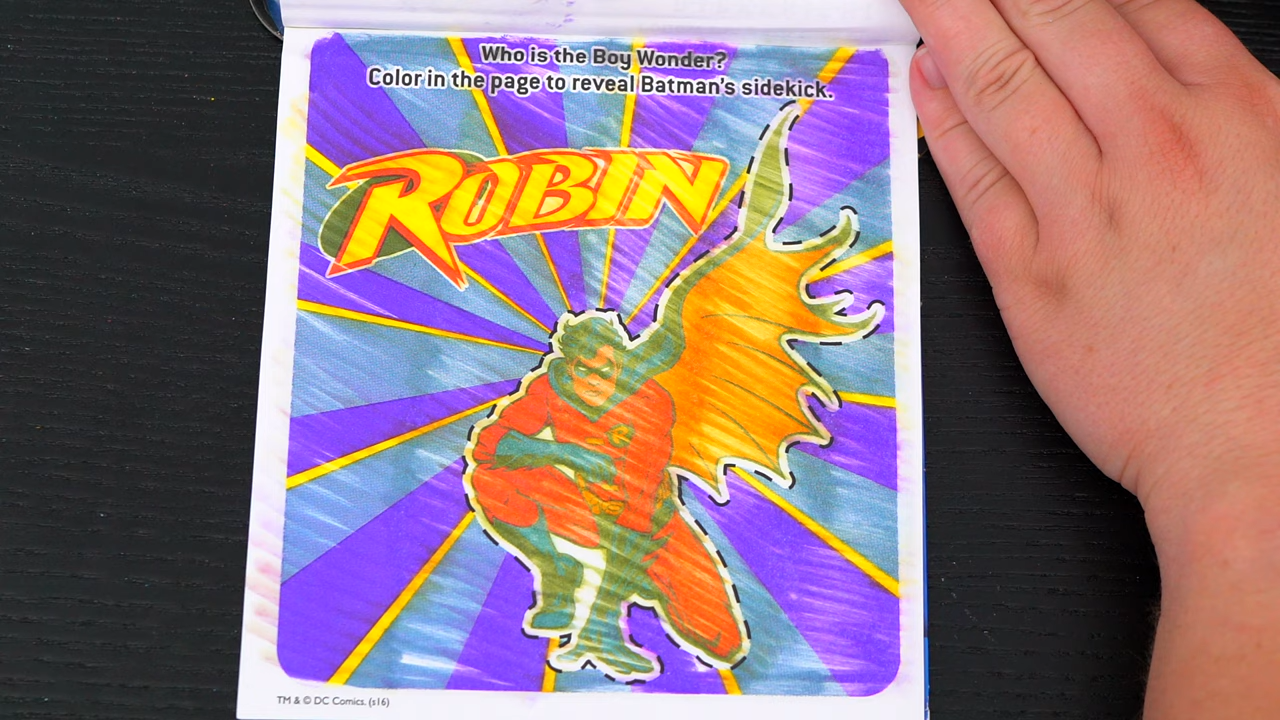 Who is the Boy Wonder?
Color in the page to reveal Batman's sidekick.
ROBIN
R
TM & © DC Comics. (s16)